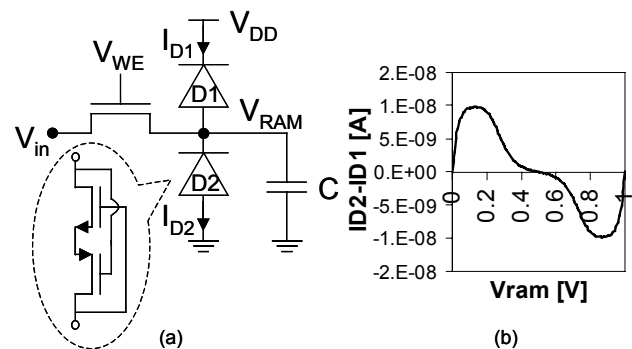 V_DD
I_D1
V_WE
D1
V_RAM
V_in
D2
C
I_D2
(a)
ID2-ID1 [A]
2.E-08
1.E-08
5.E-09
0.E+00
-5.E-09
-1.E-08
-2.E-08
0
0.2
0.4
0.6
0.8
1
Vram [V]
(b)